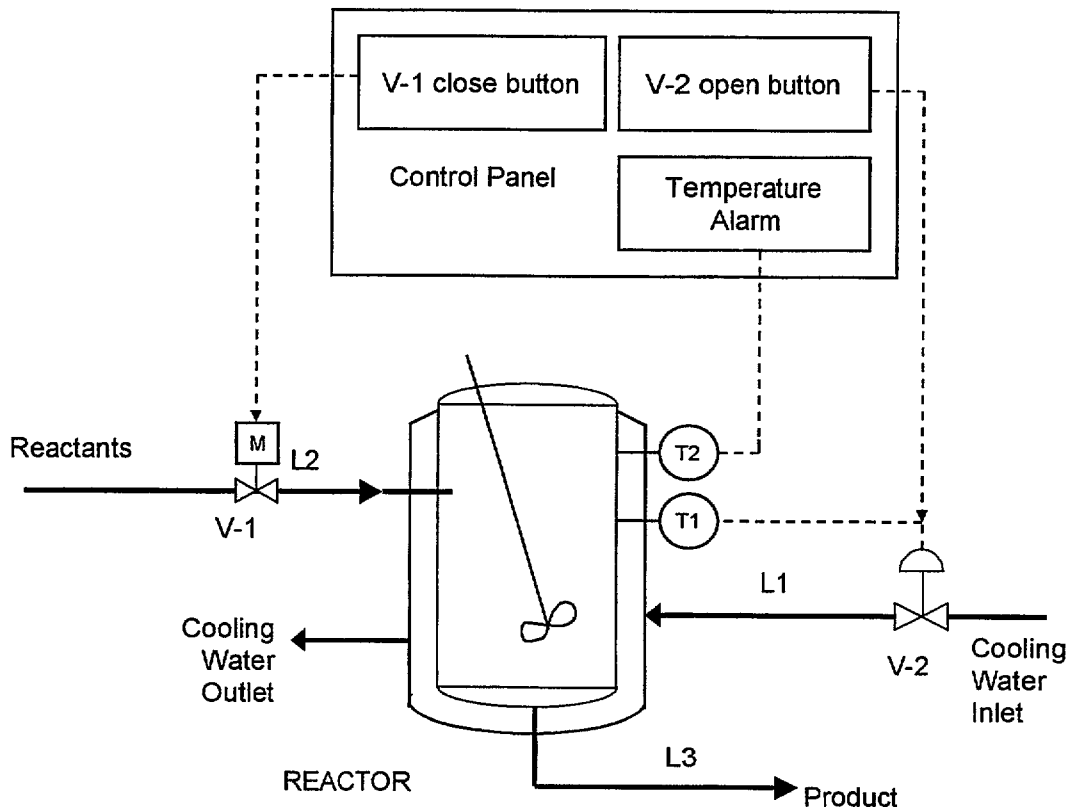 V-1 close button
V-2 open button
Control Panel
Temperature
Alarm
Reactants
M
L2
V-1
T2
T1
L1
V-2
Cooling
Water
Inlet
Cooling
Water
Outlet
L3
REACTOR
Product